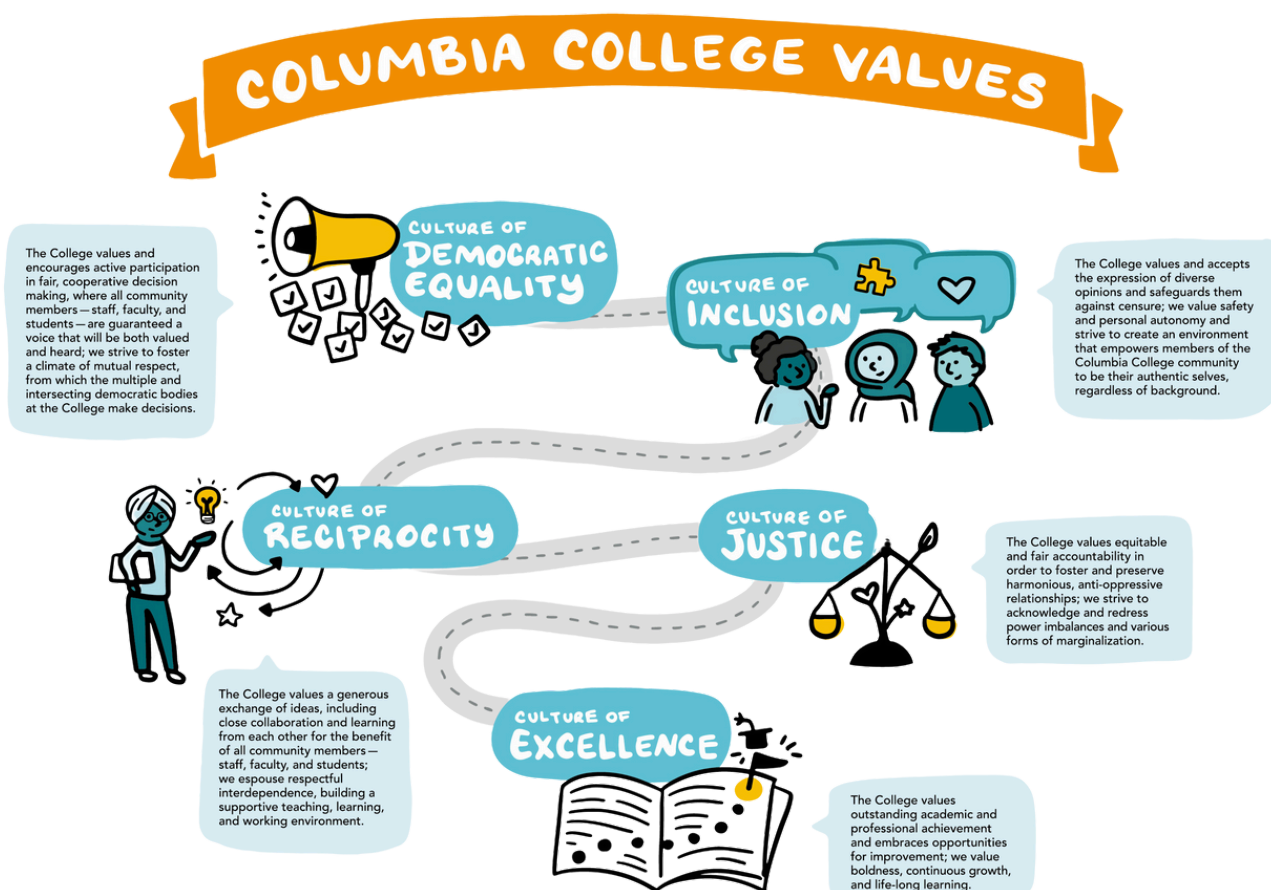 COLUMBIA COLLEGE VALUES
CULTURE OF
DEMOCRATIC
EQUALITY
The College values and
encourages active participation
in fair, cooperative decision
making, where all community
members—staff, faculty, and
students—are guaranteed a
voice that will be both valued
and heard; we strive to foster
a climate of mutual respect,
from which the multiple and
intersecting democratic bodies
at the College make decisions.
CULTURE OF
INCLUSION
The College values and accepts
the expression of diverse
opinions and safeguards them
against censure; we value safety
and personal autonomy and
strive to create an environment
that empowers members of the
Columbia College community
to be their authentic selves,
regardless of background.
CULTURE OF
RECIPROCITY
The College values a generous
exchange of ideas, including
close collaboration and learning
from each other for the benefit
of all community members—
staff, faculty, and students;
we espouse respectful
interdependence, building a
supportive teaching, learning,
and working environment.
CULTURE OF
JUSTICE
The College values equitable
and fair accountability in
order to foster and preserve
harmonious, anti-oppressive
relationships; we strive to
acknowledge and redress
power imbalances and various
forms of marginalization.
CULTURE OF
EXCELLENCE
The College values
outstanding academic and
professional achievement
and embraces opportunities
for improvement; we value
boldness, continuous growth,
and life-long learning.